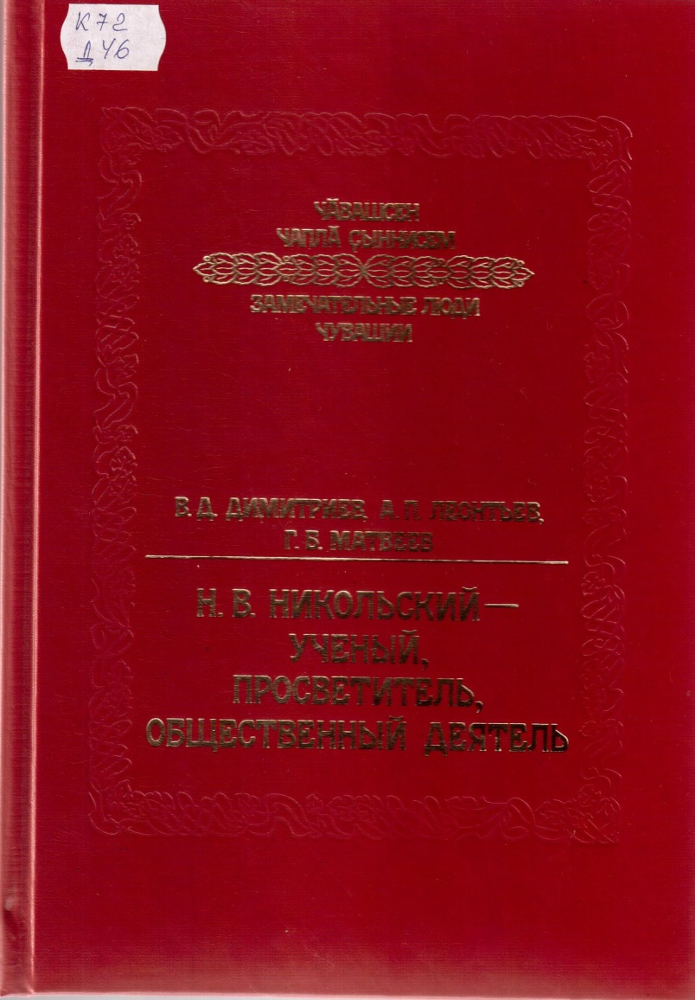 К72
Д46
ЧӐВАШСЕН
ЧАПЛӐ ҪЫННИСЕМ
ЗАМЕЧАТЕЛЬНЫЕ ЛЮДИ
ЧУВАШИИ
В. Д. ДИМИТРИЕВ, А. П. ЛЕОНТЬЕВ,
Г. Б. МАТВЕЕВ
Н. В. НИКОЛЬСКИЙ —
УЧЕНЫЙ,
ПРОСВЕТИТЕЛЬ,
ОБЩЕСТВЕННЫЙ ДЕЯТЕЛЬ